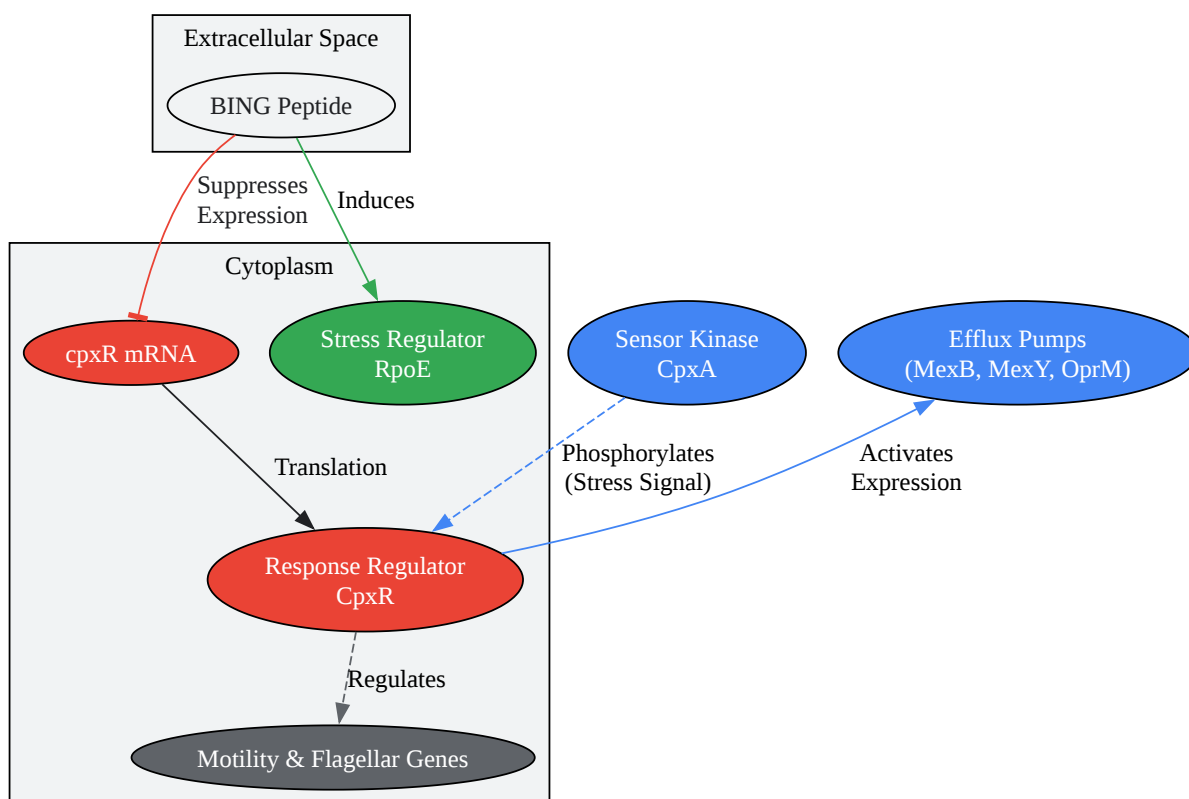 Extracellular Space
BING Peptide
Suppresses
Expression
Induces
Cytoplasm
cpxR mRNA
Stress Regulator
RpoE
Sensor Kinase
CpxA
Efflux Pumps
(MexB, MexY, OprM)
Translation
Phosphorylates
(Stress Signal)
Activates
Expression
Response Regulator
CpxR
Regulates
Motility & Flagellar Genes